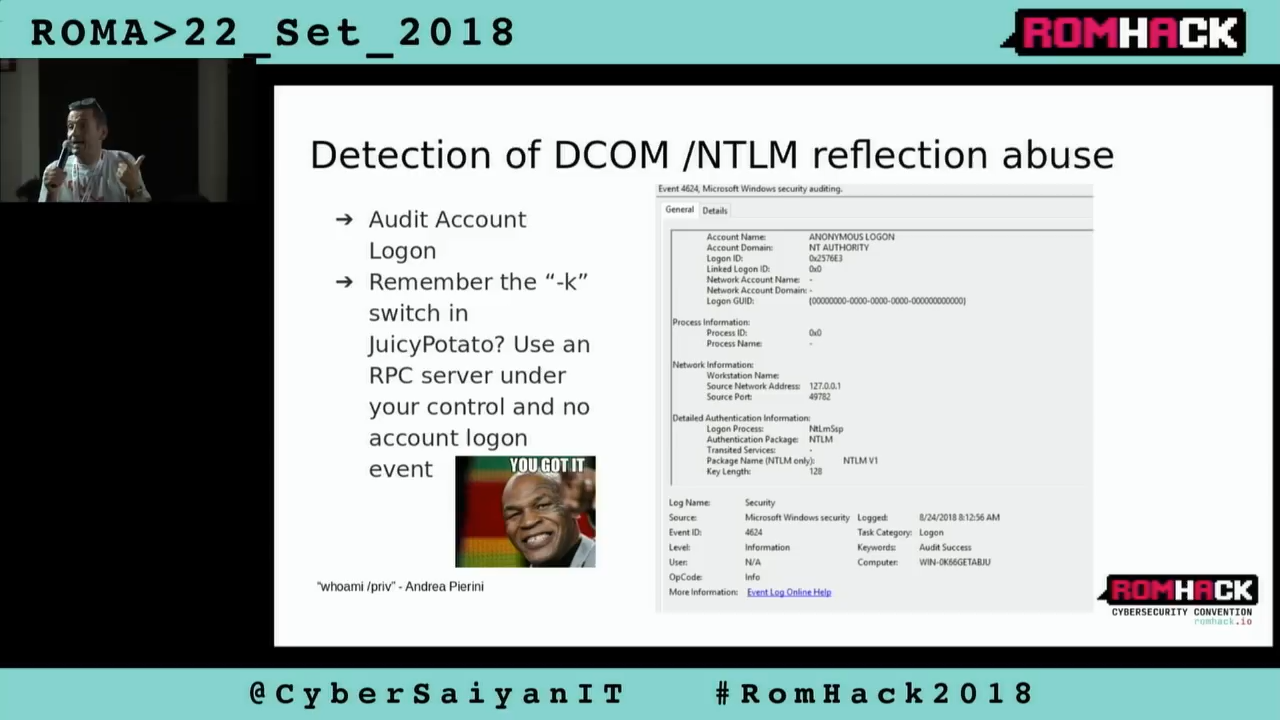 ROMA>22_Set_2018
ROMHACK
Detection of DCOM /NTLM reflection abuse
➔ Audit Account
Logon
➔ Remember the “-k”
switch in
JuicyPotato? Use an
RPC server under
your control and no
account logon
event
YOU GOT IT
"whoami /priv" - Andrea Pierini
Event 4624, Microsoft Windows security auditing.
General Details
Account Name: ANONYMOUS LOGON
Account Domain: NT AUTHORITY
Logon ID: 0x2576E3
Linked Logon ID: 0x0
Network Account Name: -
Network Account Domain: -
Logon GUID: {00000000-0000-0000-0000-000000000000}
Process Information:
Process ID: 0x0
Process Name: -
Network Information:
Workstation Name:
Source Network Address: 127.0.0.1
Source Port: 49782
Detailed Authentication Information:
Logon Process: NtLmSsp
Authentication Package: NTLM
Transited Services: -
Package Name (NTLM only): NTLM V1
Key Length: 128
Log Name: Security
Source: Microsoft Windows security Logged: 8/24/2018 8:12:56 AM
Event ID: 4624 Task Category: Logon
Level: Information Keywords: Audit Success
User: N/A Computer: WIN-0K66GETABJU
OpCode: Info
More Information: Event Log Online Help
ROMHACK
CYBERSECURITY CONVENTION
romhack.io
@CyberSaiyanIT #RomHack2018